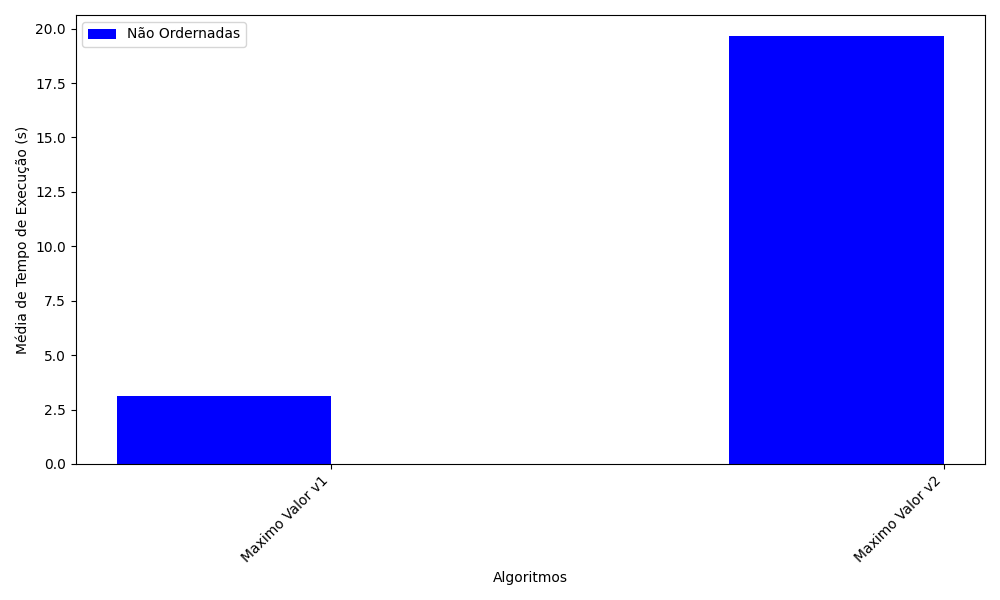 Não Ordernadas
Média de Tempo de Execução (s)
20.0
17.5
15.0
12.5
10.0
7.5
5.0
2.5
0.0
Maximo Valor v1
Maximo Valor v2
Algoritmos